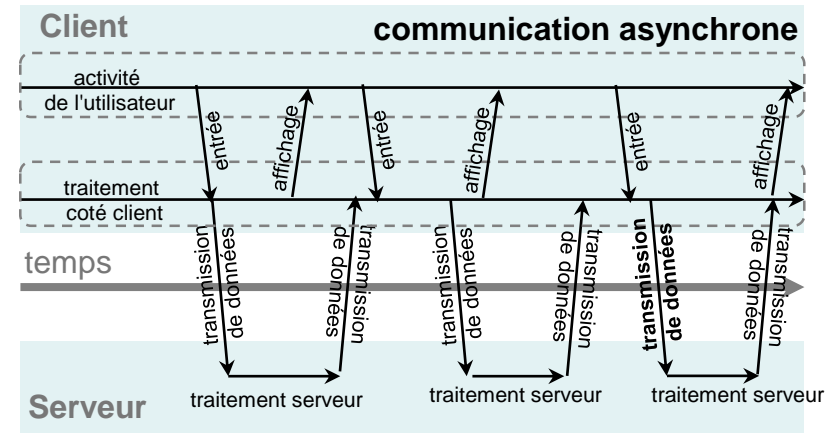 Client
communication asynchrone
activité
de l'utilisateur
entrée
affichage
entrée
affichage
entrée
affichage
traitement
coté client
transmission
de données
transmission
de données
transmission
de données
transmission
de données
transmission
de données
transmission
de données
temps
Serveur
traitement serveur
traitement serveur
traitement serveur